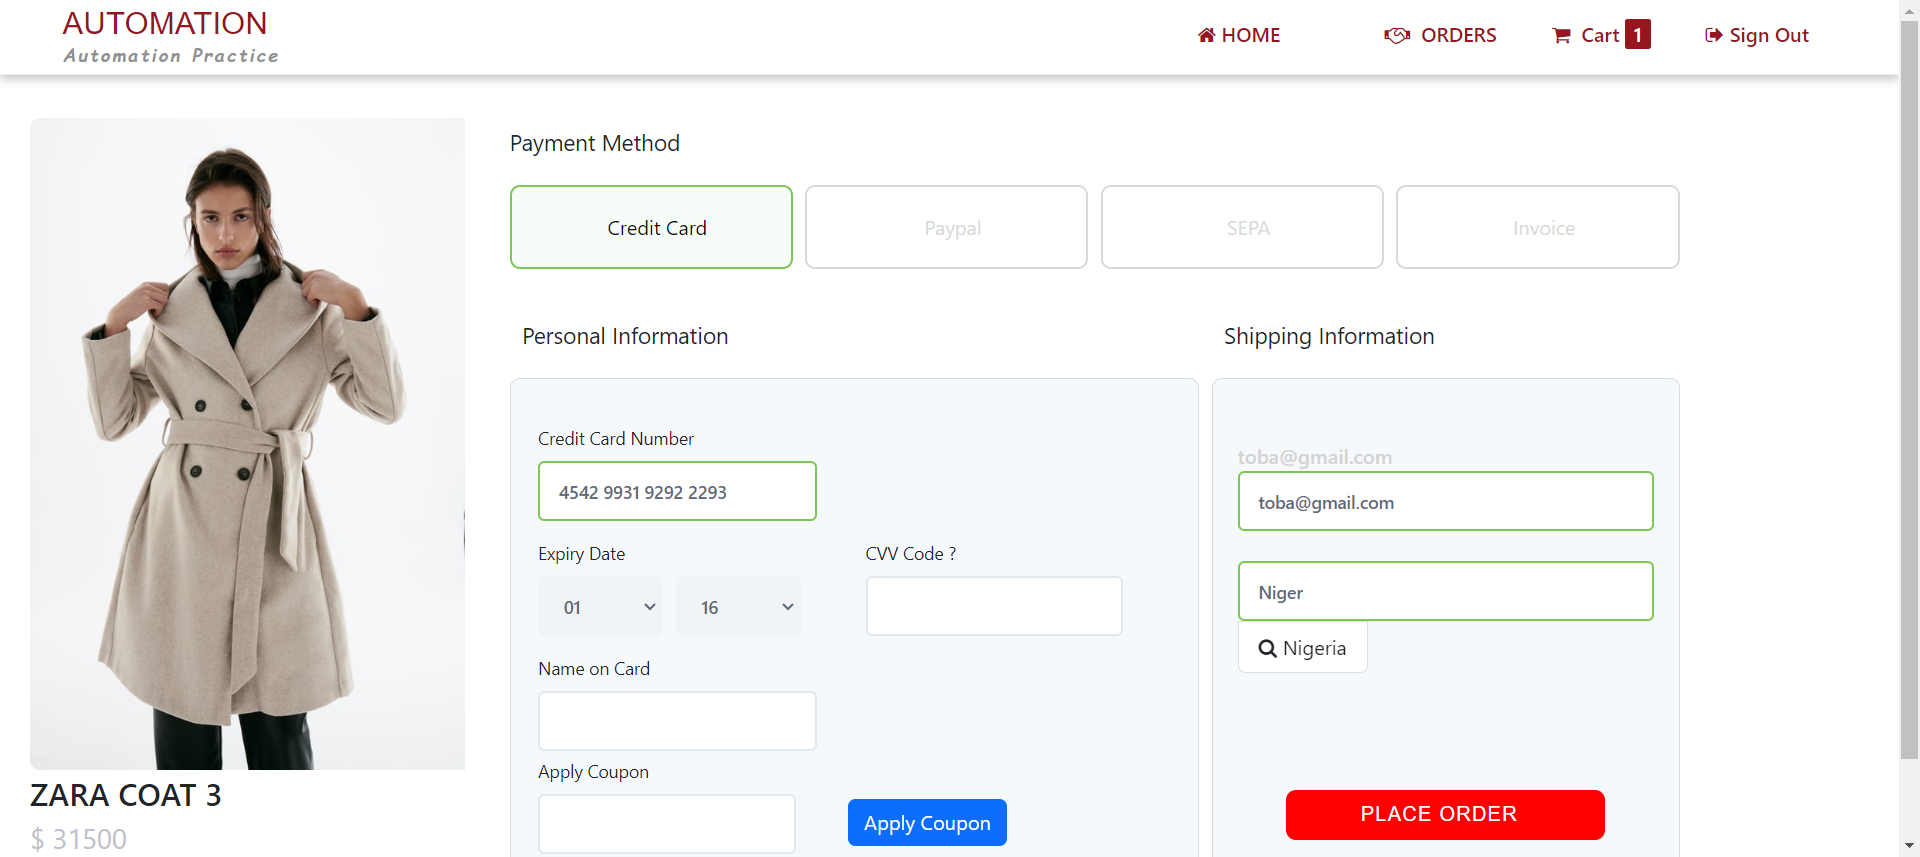 AUTOMATION
Automation Practice
HOME
ORDERS
Cart 1
Sign Out
Payment Method
Credit Card
Paypal
SEPA
Invoice
Personal Information
Shipping Information
Credit Card Number
4542 9931 9292 2293
toba@gmail.com
toba@gmail.com
Expiry Date
CVV Code ?
01
16
Niger
Nigeria
Name on Card
Apply Coupon
Apply Coupon
PLACE ORDER
ZARA COAT 3
$ 31500